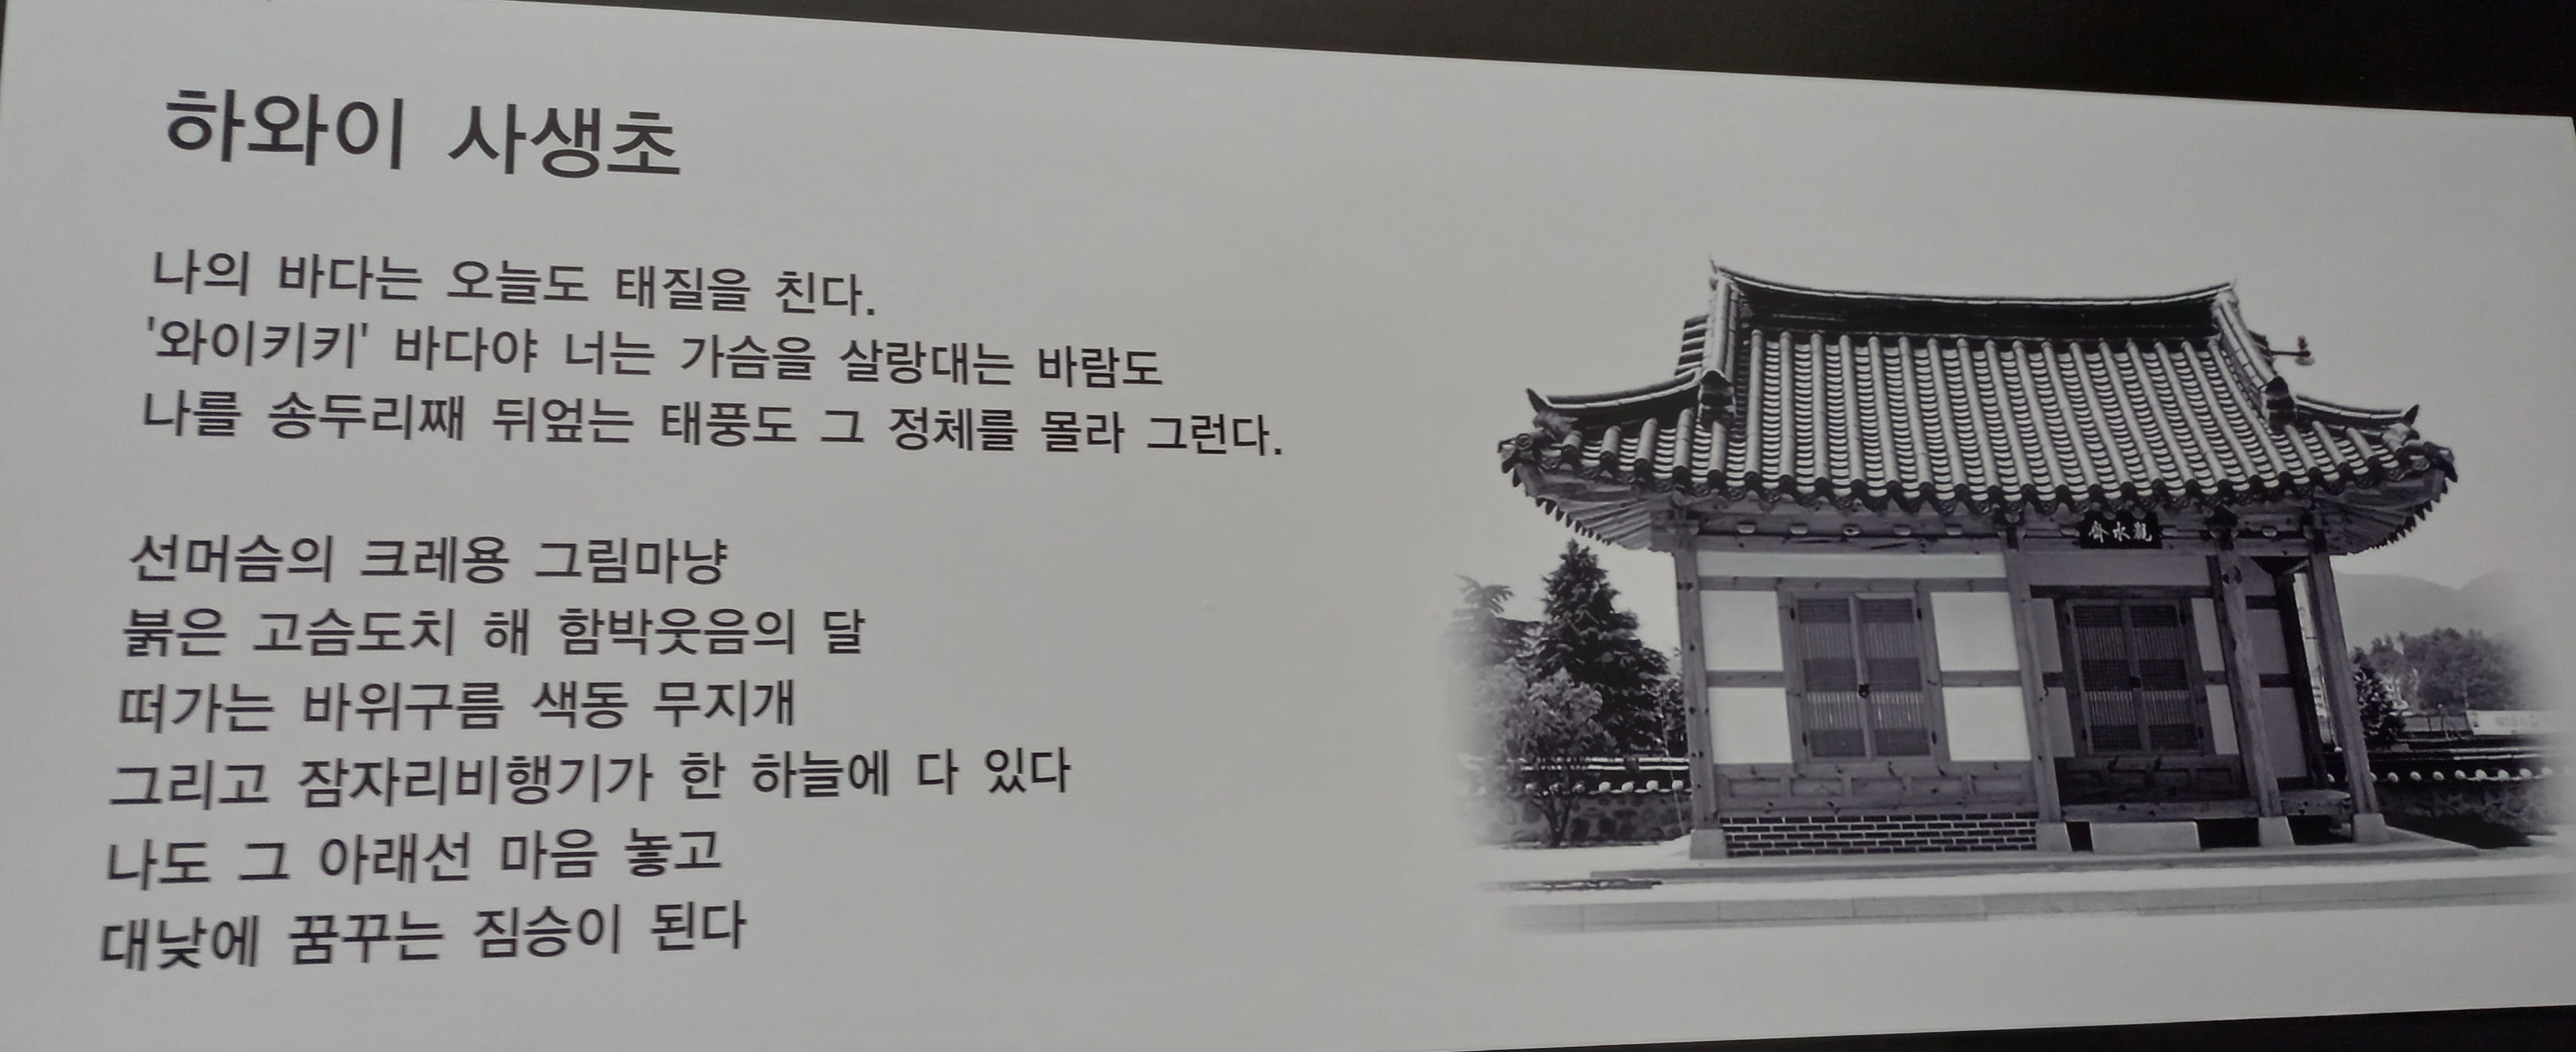 하와이 사생초
나의 바다는 오늘도 태질을 친다.
'와이키키' 바다야 너는 가슴을 살랑대는 바람도
나를 송두리째 뒤엎는 태풍도 그 정체를 몰라 그런다.
선머슴의 크레용 그림마냥
붉은 고슴도치 해 함박웃음의 달
떠가는 바위구름 색동 무지개
그리고 잠자리비행기가 한 하늘에 다 있다
나도 그 아래선 마음 놓고
대낮에 꿈꾸는 짐승이 된다
齊水觀